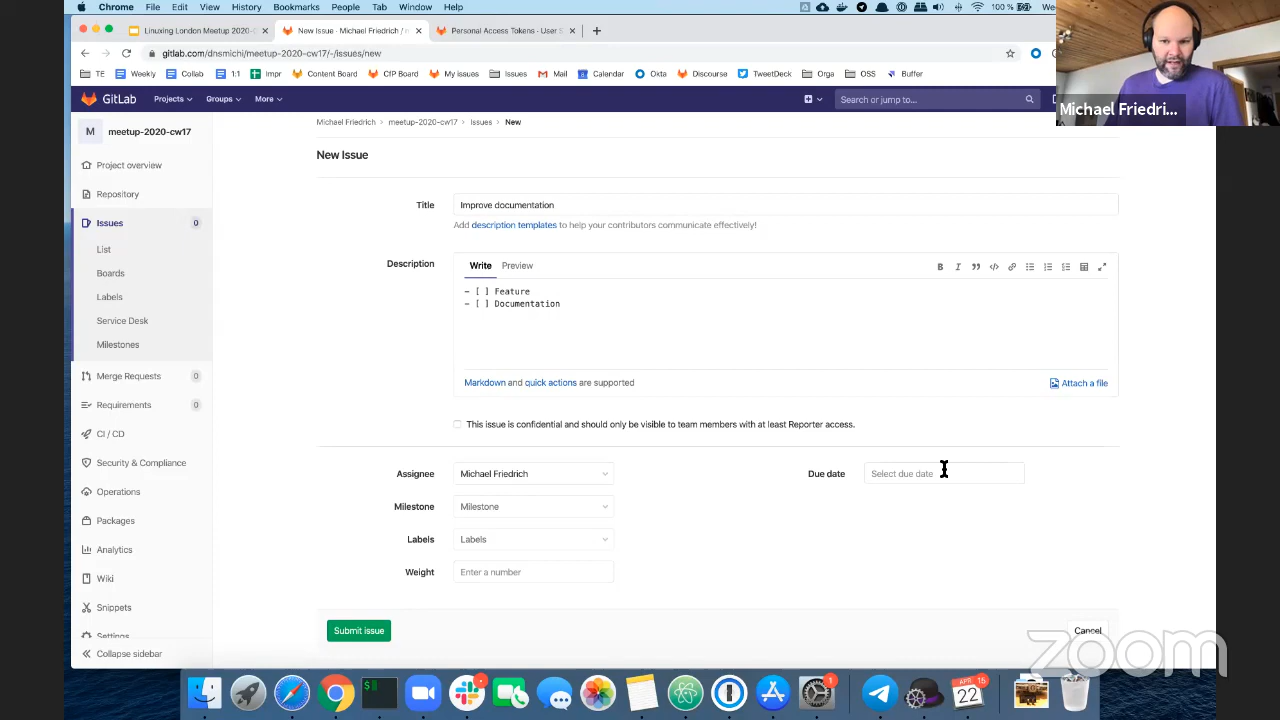 Chrome File Edit View History Bookmarks People Tab Window Help
100 %
We
Linuxing London Meetup 2020-
New Issue · Michael Friedrich / m
Personal Access Tokens · User S
gitlab.com/dnsmichi/meetup-2020-cw17/-/issues/new
TE Weekly Collab 1:1 Impr Content Board CfP Board My issues Issues Mail Calendar Okta Discourse TweetDeck Orga OSS Buffer
GitLab Projects Groups More Search or jump to...
Michael Friedri...
M meetup-2020-cw17
Michael Friedrich > meetup-2020-cw17 > Issues > New
New Issue
Project overview
Repository
Issues 0
List
Boards
Labels
Service Desk
Milestones
Merge Requests 0
Requirements 0
CI / CD
Security & Compliance
Operations
Packages
Analytics
Wiki
Snippets
Settings
Collapse sidebar
Title Improve documentation
Add description templates to help your contributors communicate effectively!
Description Write Preview
- [ ] Feature
- [ ] Documentation
Markdown and quick actions are supported
Attach a file
This issue is confidential and should only be visible to team members with at least Reporter access.
Assignee Michael Friedrich
Due date Select due date
Milestone Milestone
Labels Labels
Weight Enter a number
Submit issue
Cancel
zoom
APR 15
22
1